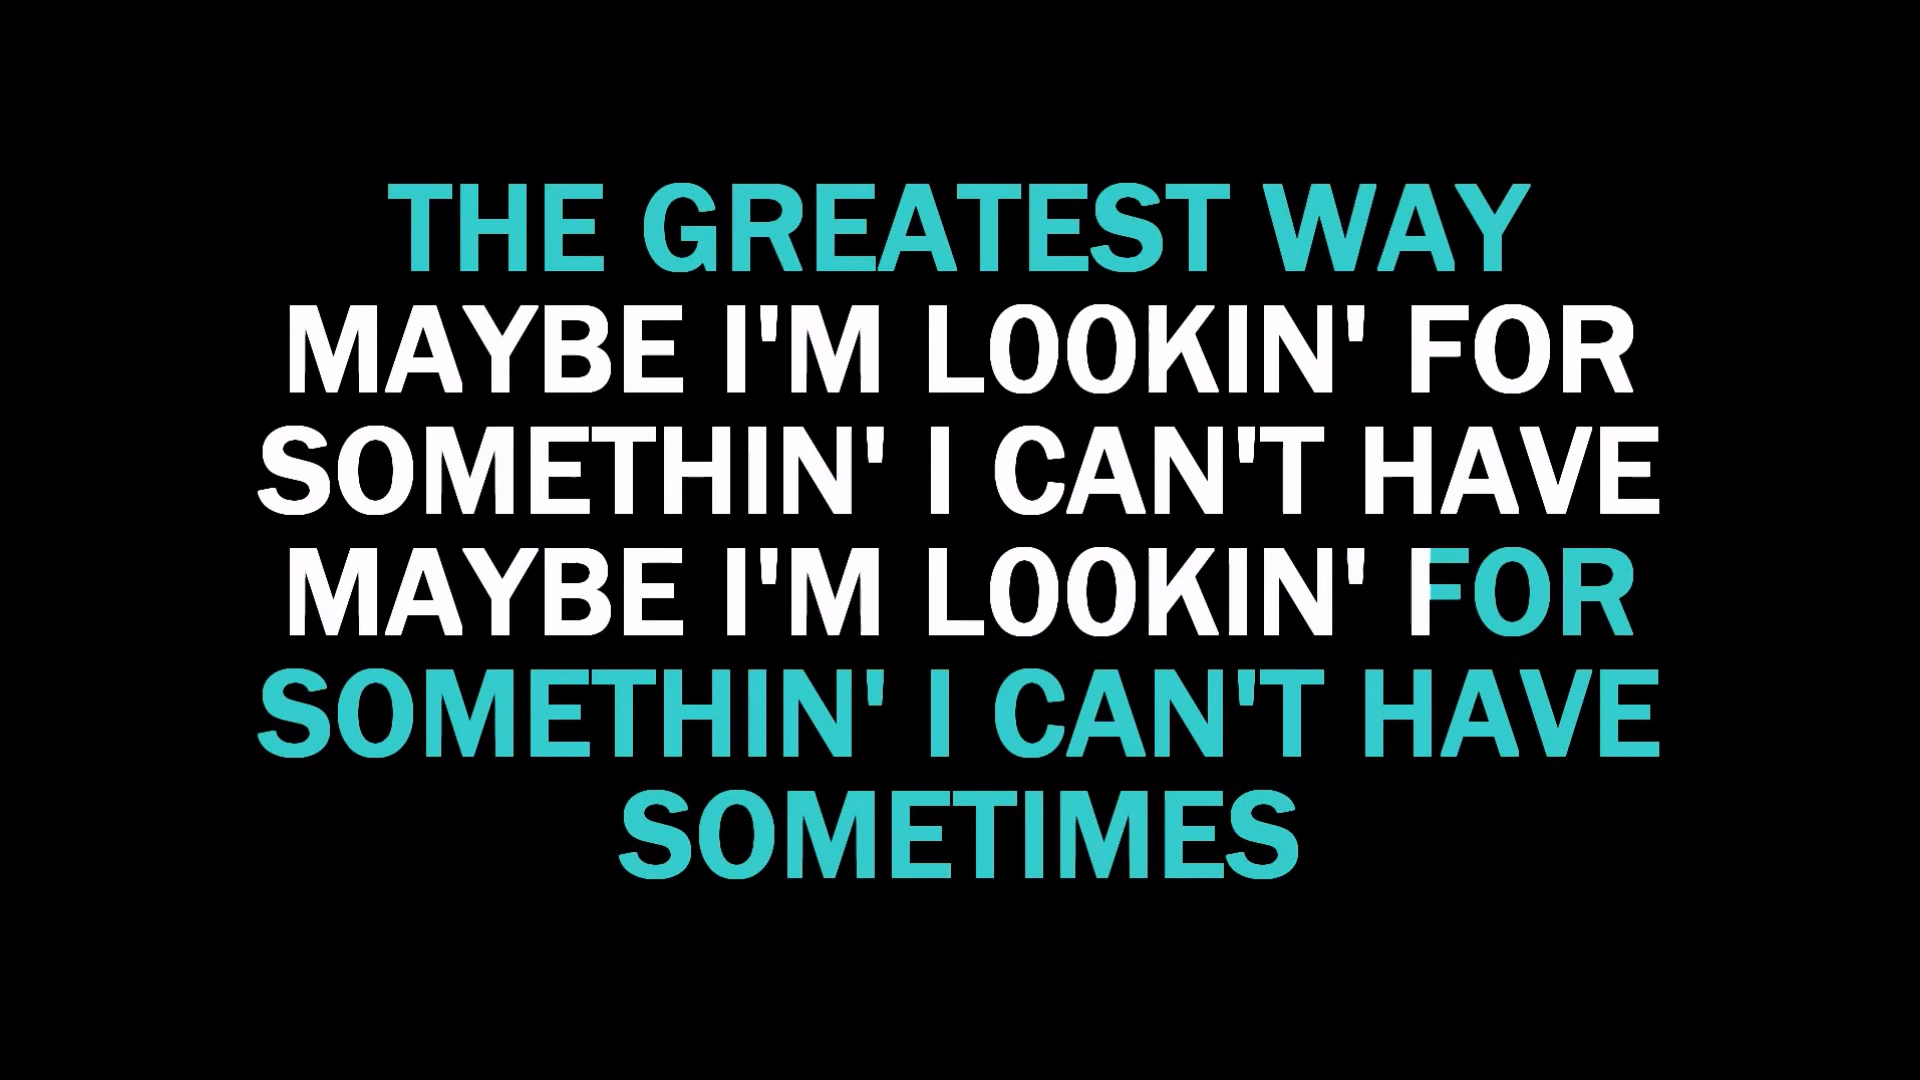 THE GREATEST WAY
MAYBE I'M LOOKIN' FOR
SOMETHIN' I CAN'T HAVE
MAYBE I'M LOOKIN' FOR
SOMETHIN' I CAN'T HAVE
SOMETIMES